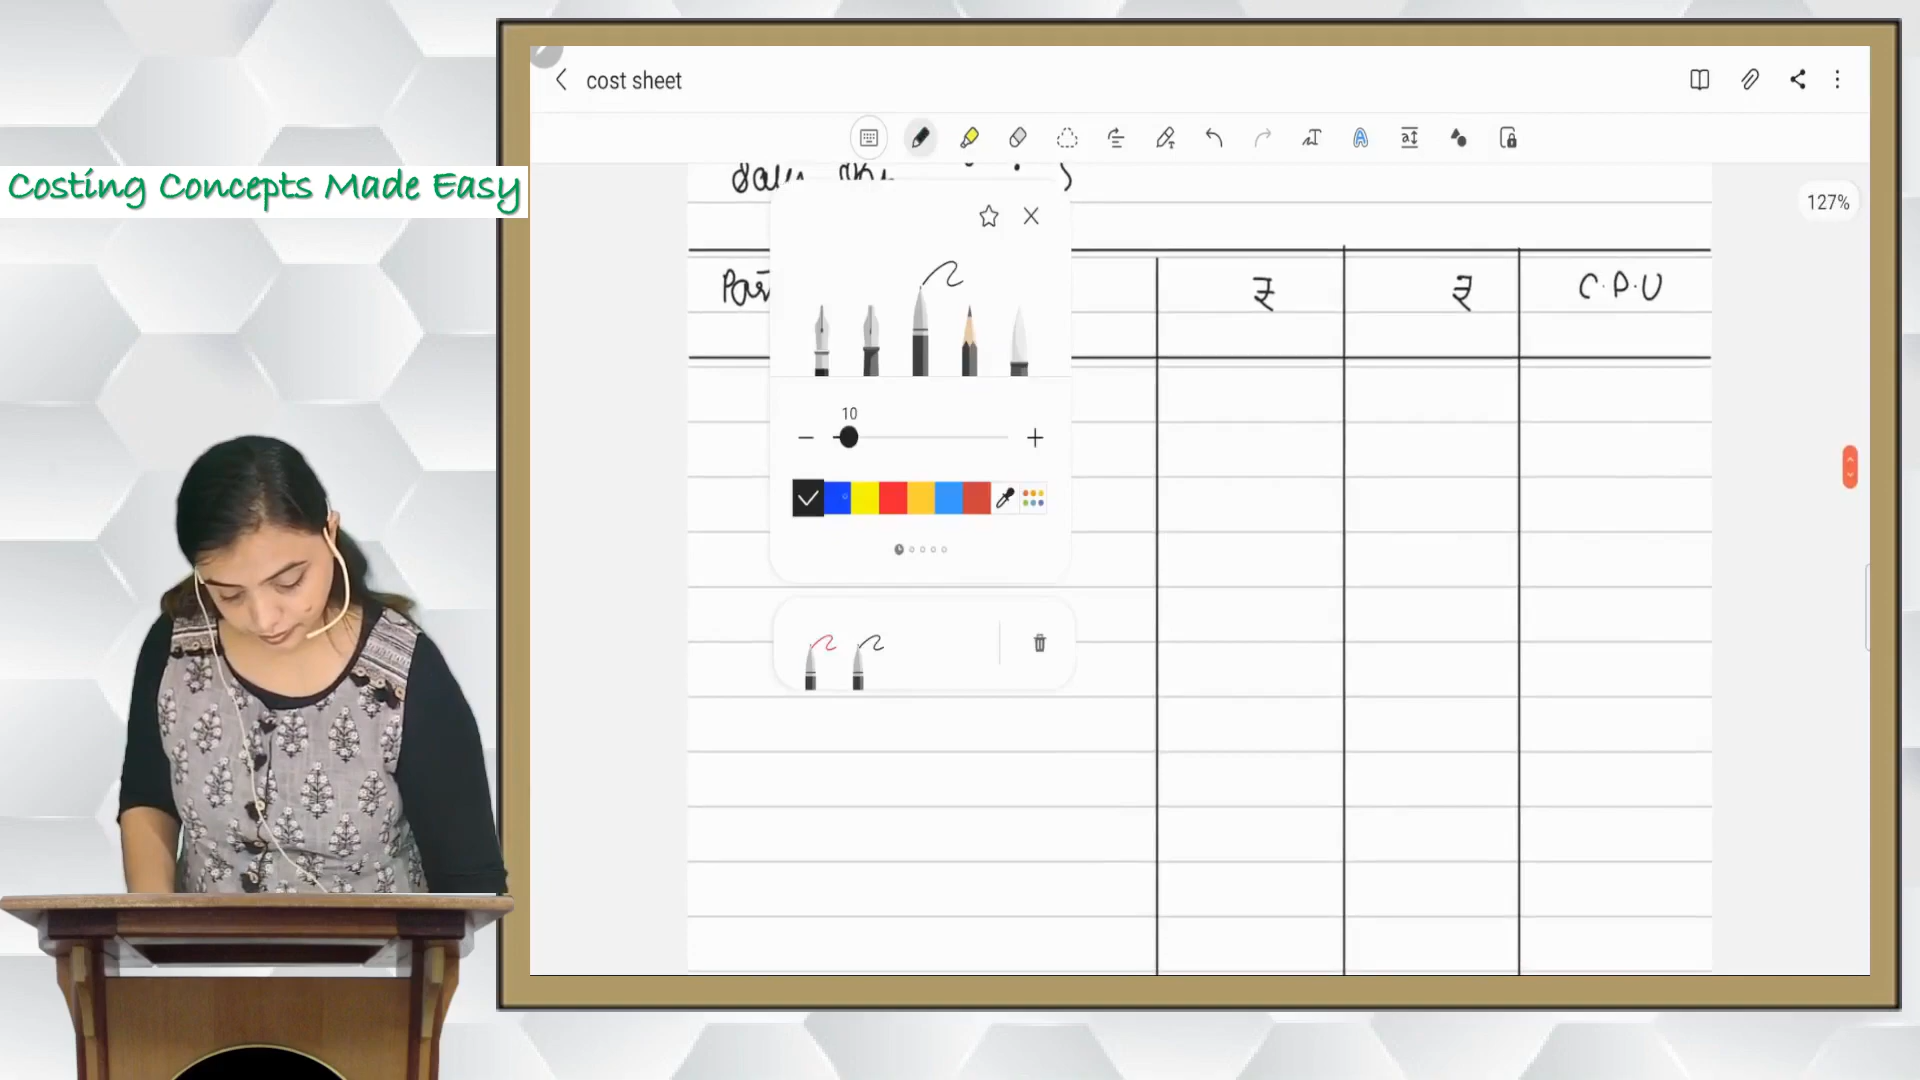 cost sheet
Costing Concepts Made Easy
127%
₹ ₹ C.P.U
10